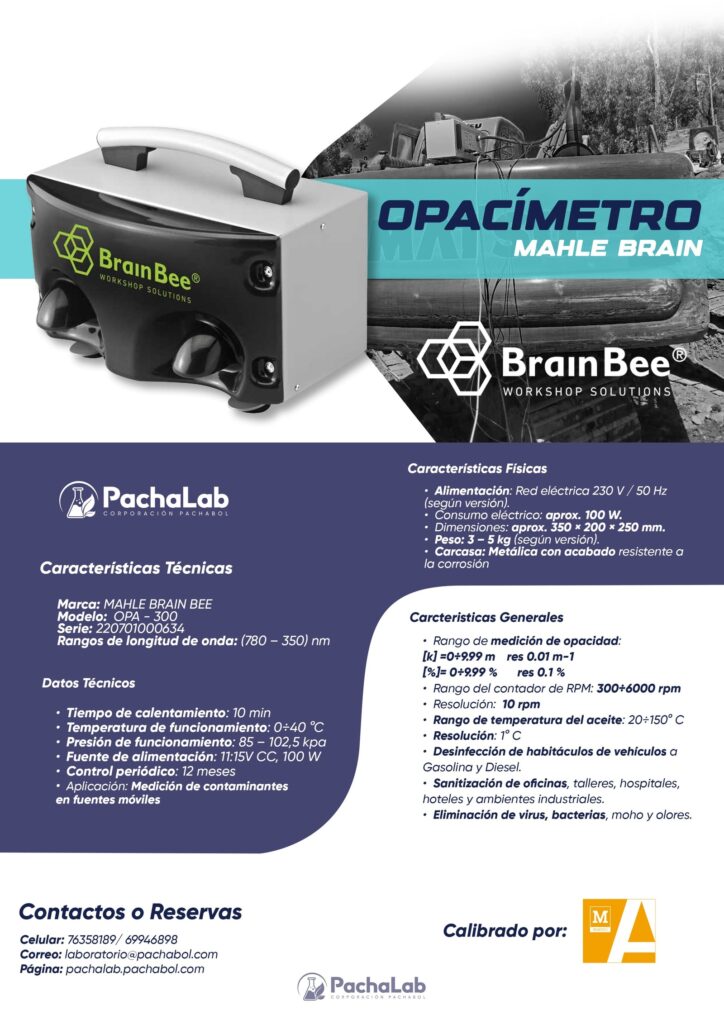 OPACÍMETRO
MAHLE BRAIN
BrainBee®
WORKSHOP SOLUTIONS
BrainBee®
WORKSHOP SOLUTIONS
PachaLab
CORPORACIÓN PACHABOL
Características Técnicas
Marca: MAHLE BRAIN BEE
Modelo: OPA - 300
Serie: 220701000634
Rangos de longitud de onda: (780 – 350) nm
Datos Técnicos
• Tiempo de calentamiento: 10 min
• Temperatura de funcionamiento: 0÷40 °C
• Presión de funcionamiento: 85 – 102,5 kpa
• Fuente de alimentación: 11:15V CC, 100 W
• Control periódico: 12 meses
• Aplicación: Medición de contaminantes
en fuentes móviles
Características Físicas
• Alimentación: Red eléctrica 230 V / 50 Hz
(según versión).
• Consumo eléctrico: aprox. 100 W.
• Dimensiones: aprox. 350 × 200 × 250 mm.
• Peso: 3 – 5 kg (según versión).
• Carcasa: Metálica con acabado resistente a
la corrosión
Carcteristicas Generales
• Rango de medición de opacidad:
[k] =0÷9.99 m res 0.01 m-1
[%]= 0÷9.99 % res 0.1 %
• Rango del contador de RPM: 300÷6000 rpm
• Resolución: 10 rpm
• Rango de temperatura del aceite: 20÷150° C
• Resolución: 1° C
• Desinfección de habitáculos de vehículos a
Gasolina y Diesel.
• Sanitización de oficinas, talleres, hospitales,
hoteles y ambientes industriales.
• Eliminación de virus, bacterias, moho y olores.
Contactos o Reservas
Celular: 76358189/ 69946898
Correo: laboratorio@pachabol.com
Página: pachalab.pachabol.com
Calibrado por:
M
A
PachaLab
CORPORACIÓN PACHABOL